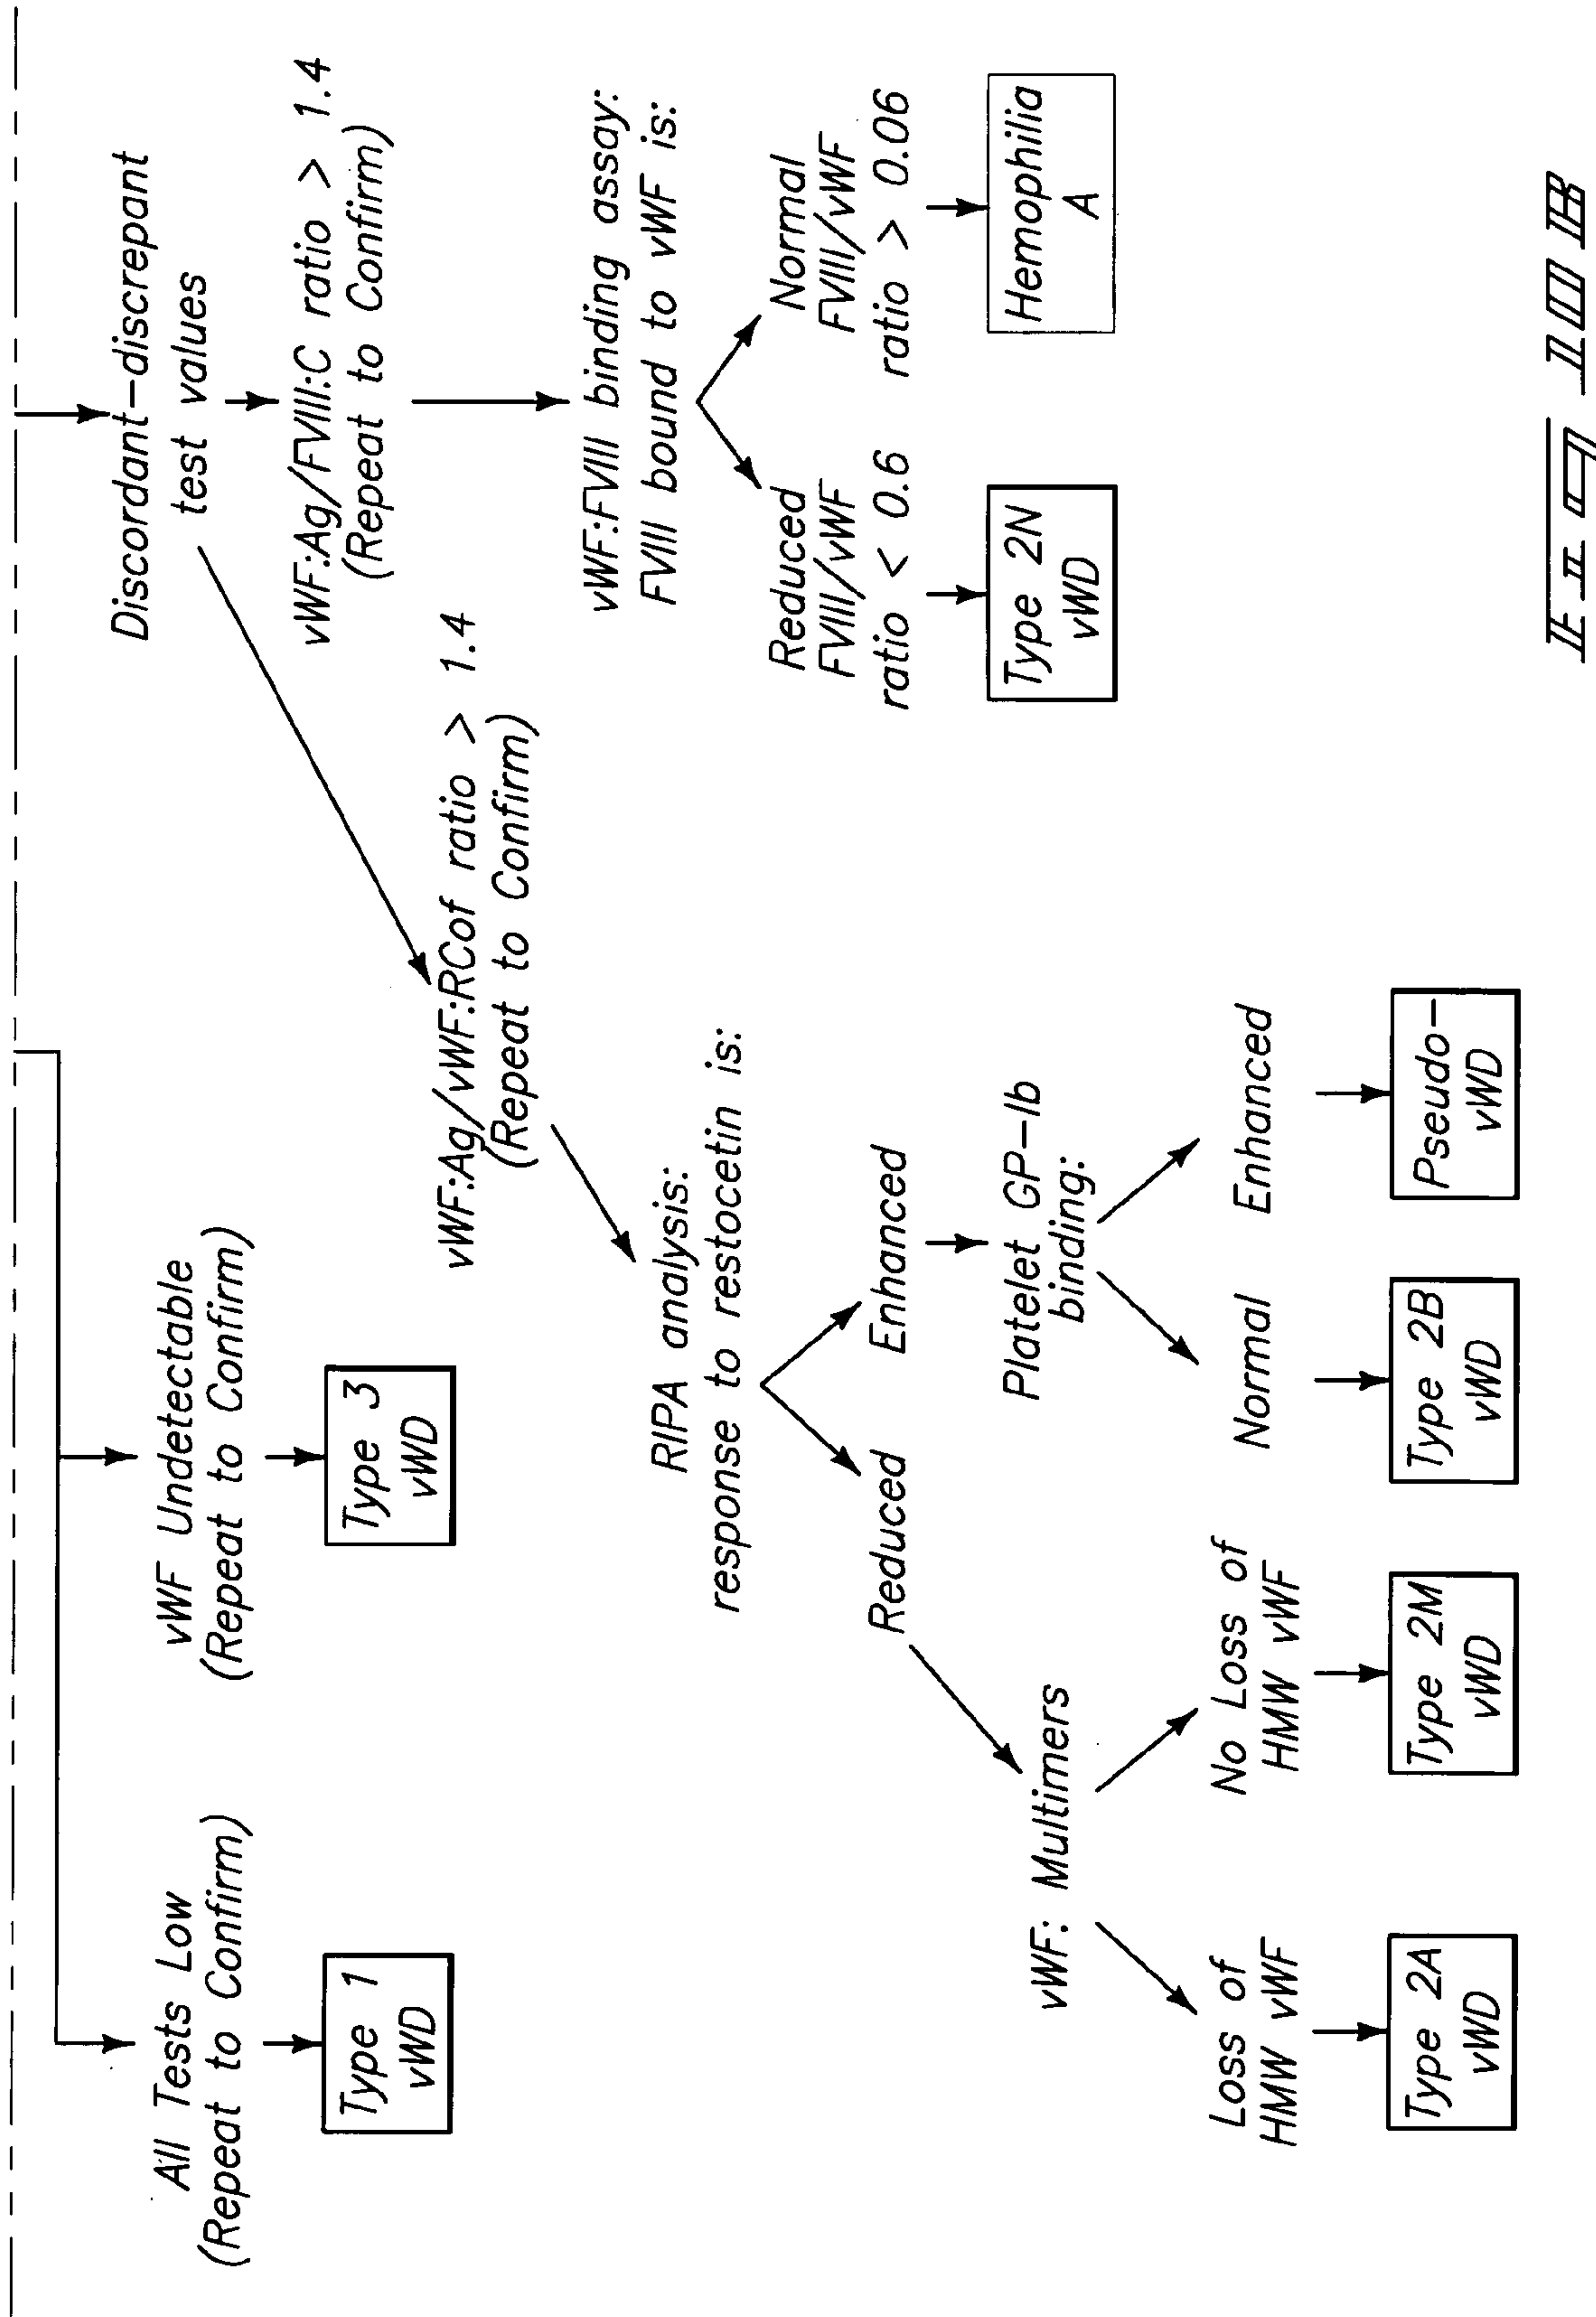 All Tests Low
(Repeat to Confirm)
Type 1
vWD
vWF Undetectable
(Repeat to Confirm)
Type 3
vWD
Discordant-discrepant
test values
vWF:Ag/vWF:RCof ratio > 1.4
(Repeat to Confirm)
vWF:Ag/FVIII:C ratio > 1.4
(Repeat to Confirm)
RIPA analysis:
response to restocetin is:
Reduced
Enhanced
vWF: Multimers
Platelet GP-Ib
binding:
Loss of
HMW vWF
No Loss of
HMW vWF
Normal
Enhanced
Type 2A
vWD
Type 2M
vWD
Type 2B
vWD
Pseudo-
vWD
vWF:FVIII binding assay:
FVIII bound to vWF is:
Reduced
FVIII/vWF
ratio < 0.6
Normal
FVIII/vWF
ratio > 0.06
Type 2N
vWD
Hemophilia
A
FIG 10B